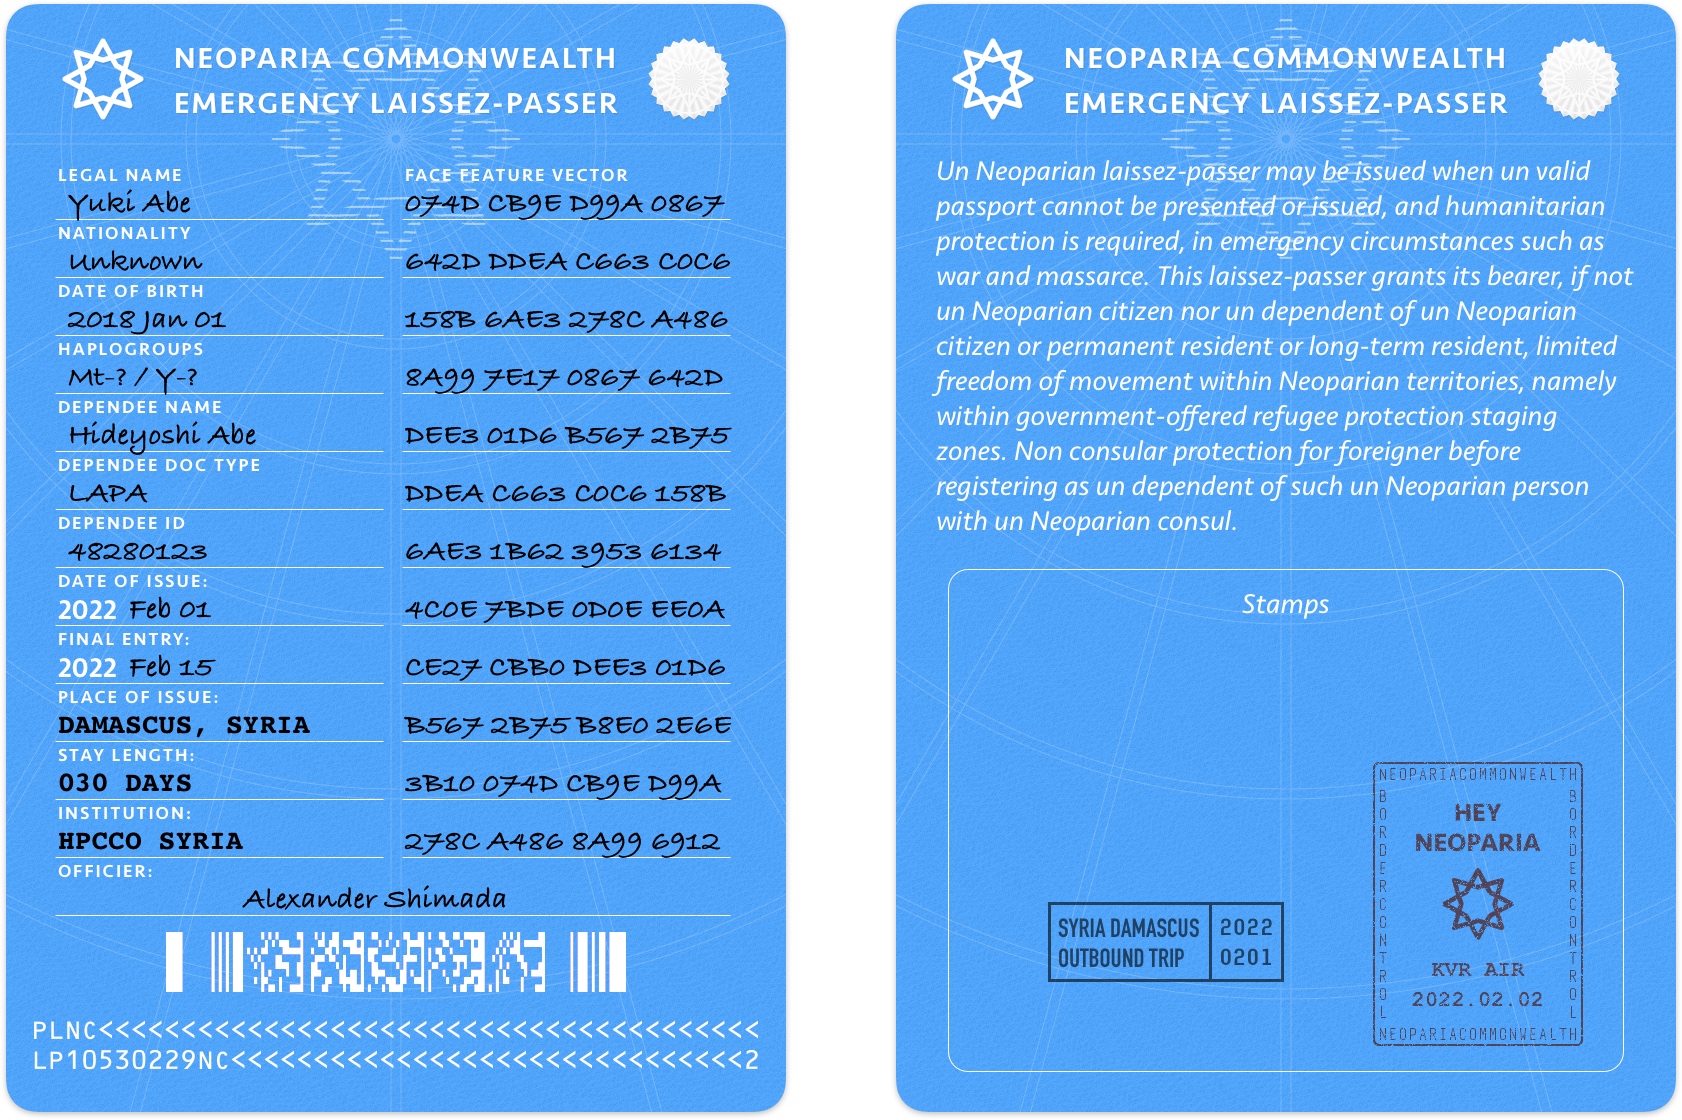 NEOPARIA COMMONWEALTH
EMERGENCY LAISSEZ-PASSER
LEGAL NAME
Yuki Abe
NATIONALITY
Unknown
DATE OF BIRTH
2018 Jan 01
HAPLOGROUPS
Mt-? / Y-?
DEPENDEE NAME
Hideyoshi Abe
DEPENDEE DOC TYPE
LAPA
DEPENDEE ID
48280123
DATE OF ISSUE:
2022 Feb 01
FINAL ENTRY:
2022 Feb 15
PLACE OF ISSUE:
DAMASCUS, SYRIA
STAY LENGTH:
030 DAYS
INSTITUTION:
HPCCO SYRIA
FACE FEATURE VECTOR
074D CB9E D99A 0867
642D DDEA C663 C0C6
158B 6AE3 278C A486
8A99 7E17 0867 642D
DEE3 01D6 B567 2B75
DDEA C663 C0C6 158B
6AE3 1B62 3953 6134
4C0E 7BDE 0D0E EE0A
CE27 CBB0 DEE3 01D6
B567 2B75 B8E0 2E6E
3B10 074D CB9E D99A
278C A486 8A99 6912
OFFICIER:
Alexander Shimada
PLNC<<<<<<<<<<<<<<<<<<<<<<<<<<<<<<<<<<<<<<<<
LP10530229NC<<<<<<<<<<<<<<<<<<<<<<<<<<<<<<<2
NEOPARIA COMMONWEALTH
EMERGENCY LAISSEZ-PASSER
Un Neoparian laissez-passer may be issued when un valid
passport cannot be presented or issued, and humanitarian
protection is required, in emergency circumstances such as
war and massarce. This laissez-passer grants its bearer, if not
un Neoparian citizen nor un dependent of un Neoparian
citizen or permanent resident or long-term resident, limited
freedom of movement within Neoparian territories, namely
within government-offered refugee protection staging
zones. Non consular protection for foreigner before
registering as un dependent of such un Neoparian person
with un Neoparian consul.
Stamps
SYRIA DAMASCUS 2022
OUTBOUND TRIP 0201
NEOPARIACOMMONWEALTH
BORDERCONTROL
HEY
NEOPARIA
KVR AIR
2022.02.02
BORDERCONTROL
NEOPARIACOMMONWEALTH